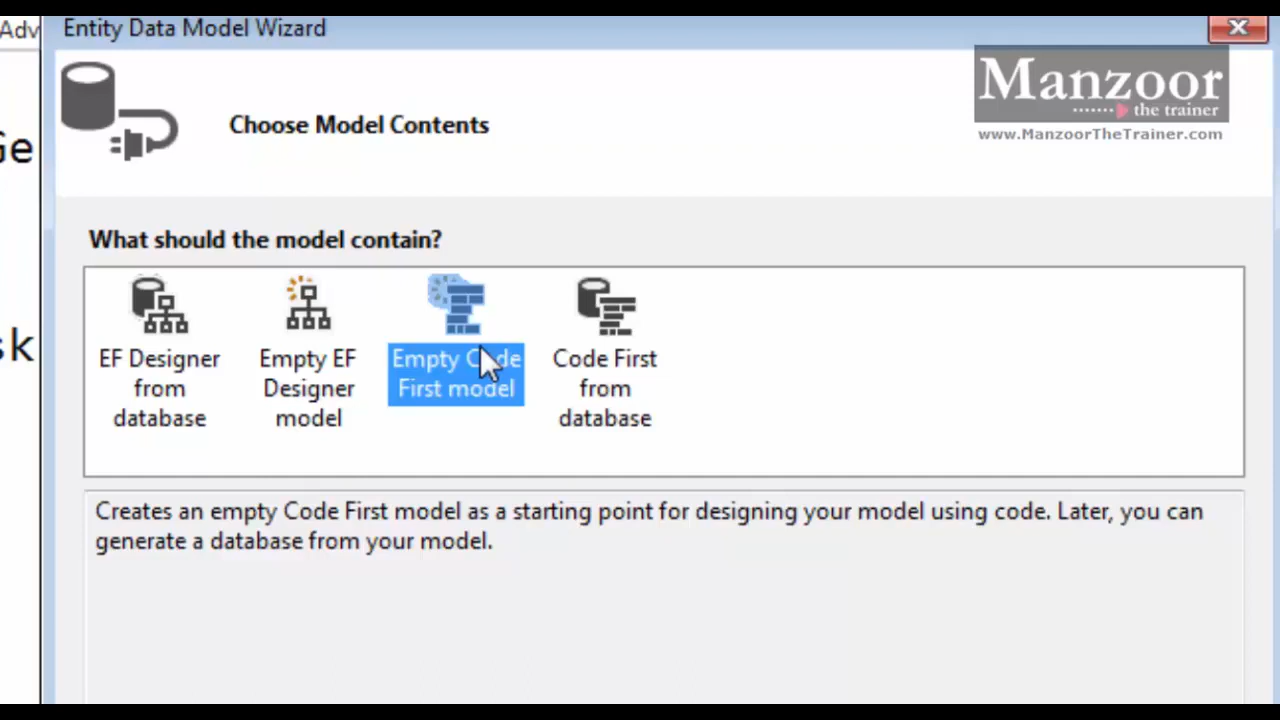 Adv
Entity Data Model Wizard
Manzoor
the trainer
www.ManzoorTheTrainer.com
Choose Model Contents
Ge
What should the model contain?
sk
EF Designer
from
database
Empty EF
Designer
model
Empty Code
First model
Code First
from
database
Creates an empty Code First model as a starting point for designing your model using code. Later, you can
generate a database from your model.